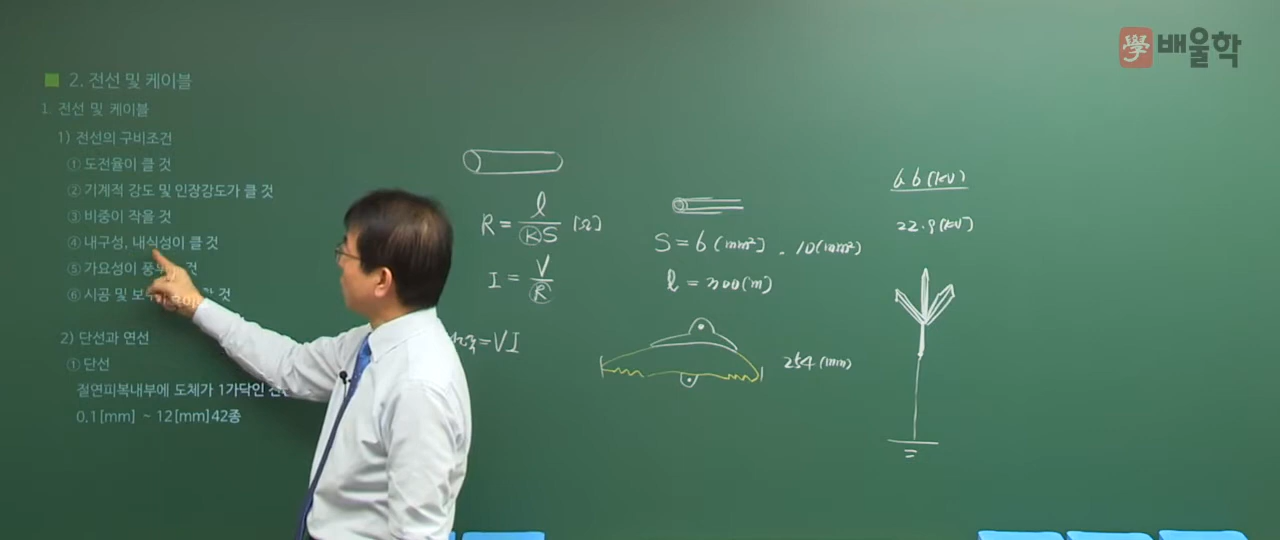 學 배울학
2. 전선 및 케이블
1. 전선 및 케이블
1) 전선의 구비조건
① 도전율이 클 것
② 기계적 강도 및 인장강도가 클 것
③ 비중이 작을 것
④ 내구성, 내식성이 클 것
⑤ 가요성이 것
⑥ 시공 및 것
2) 단선과 연선
① 단선
절연피복내부에 도체가 1가닥인
0.1[mm] ~ 12[mm] 42종
R = l / KS [Ω]
I = V / R
= VI
S = 6 (mm²) . 10(mm²)
l = 300(m)
254 (mm)
6.6 (KV)
22.9 (KV)